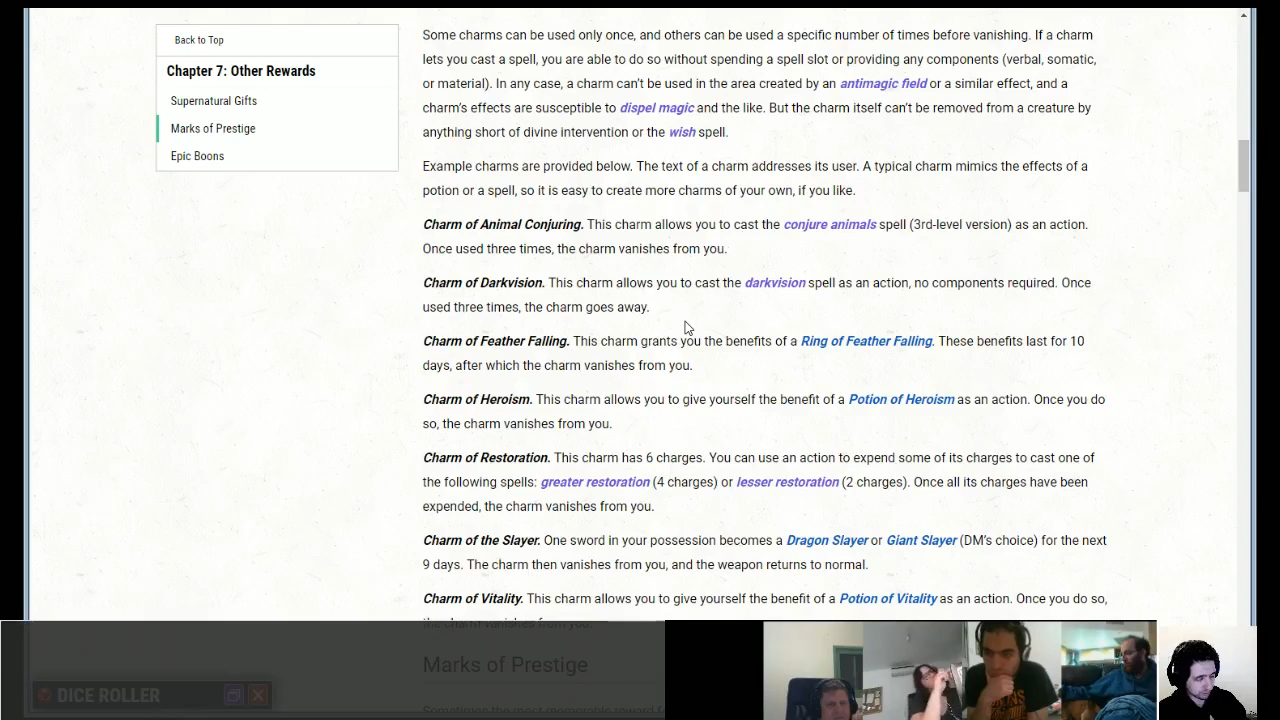 Back to Top
Chapter 7: Other Rewards
Supernatural Gifts
Marks of Prestige
Epic Boons
Some charms can be used only once, and others can be used a specific number of times before vanishing. If a charm
lets you cast a spell, you are able to do so without spending a spell slot or providing any components (verbal, somatic,
or material). In any case, a charm can't be used in the area created by an antimagic field or a similar effect, and a
charm's effects are susceptible to dispel magic and the like. But the charm itself can't be removed from a creature by
anything short of divine intervention or the wish spell.
Example charms are provided below. The text of a charm addresses its user. A typical charm mimics the effects of a
potion or a spell, so it is easy to create more charms of your own, if you like.
Charm of Animal Conjuring. This charm allows you to cast the conjure animals spell (3rd-level version) as an action.
Once used three times, the charm vanishes from you.
Charm of Darkvision. This charm allows you to cast the darkvision spell as an action, no components required. Once
used three times, the charm goes away.
Charm of Feather Falling. This charm grants you the benefits of a Ring of Feather Falling. These benefits last for 10
days, after which the charm vanishes from you.
Charm of Heroism. This charm allows you to give yourself the benefit of a Potion of Heroism as an action. Once you do
so, the charm vanishes from you.
Charm of Restoration. This charm has 6 charges. You can use an action to expend some of its charges to cast one of
the following spells: greater restoration (4 charges) or lesser restoration (2 charges). Once all its charges have been
expended, the charm vanishes from you.
Charm of the Slayer. One sword in your possession becomes a Dragon Slayer or Giant Slayer (DM's choice) for the next
9 days. The charm then vanishes from you, and the weapon returns to normal.
Charm of Vitality. This charm allows you to give yourself the benefit of a Potion of Vitality as an action. Once you do so,
the charm vanishes from you.
Marks of Prestige
Sometimes the most memorable reward
DICE ROLLER